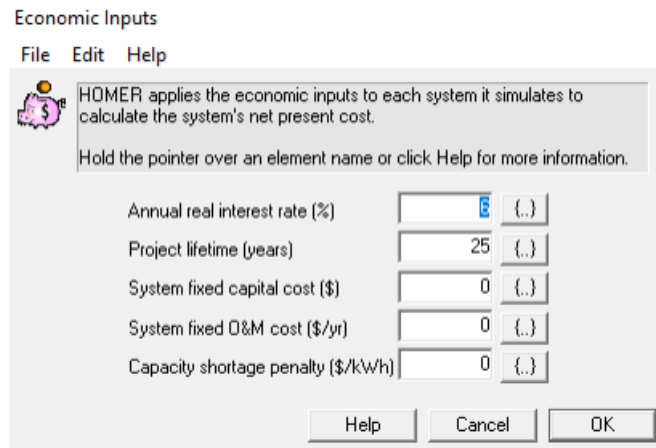 Economic Inputs
File Edit Help
HOMER applies the economic inputs to each system it simulates to
calculate the system's net present cost.
Hold the pointer over an element name or click Help for more information.
Annual real interest rate (%) 6 {..}
Project lifetime (years) 25 {..}
System fixed capital cost ($) 0 {..}
System fixed O&M cost ($/yr) 0 {..}
Capacity shortage penalty ($/kWh) 0 {..}
Help Cancel OK